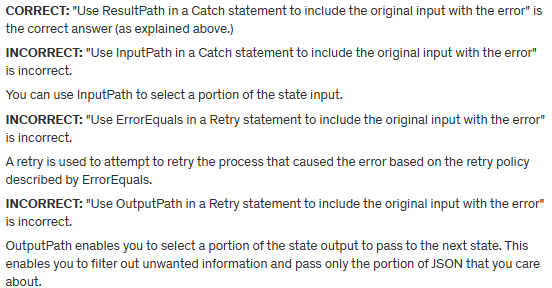 CORRECT: "Use ResultPath in a Catch statement to include the original input with the error" is
the correct answer (as explained above.)
INCORRECT: "Use InputPath in a Catch statement to include the original input with the error"
is incorrect.
You can use InputPath to select a portion of the state input.
INCORRECT: "Use ErrorEquals in a Retry statement to include the original input with the error"
is incorrect.
A retry is used to attempt to retry the process that caused the error based on the retry policy
described by ErrorEquals.
INCORRECT: "Use OutputPath in a Retry statement to include the original input with the error"
is incorrect.
OutputPath enables you to select a portion of the state output to pass to the next state. This
enables you to filter out unwanted information and pass only the portion of JSON that you care
about.